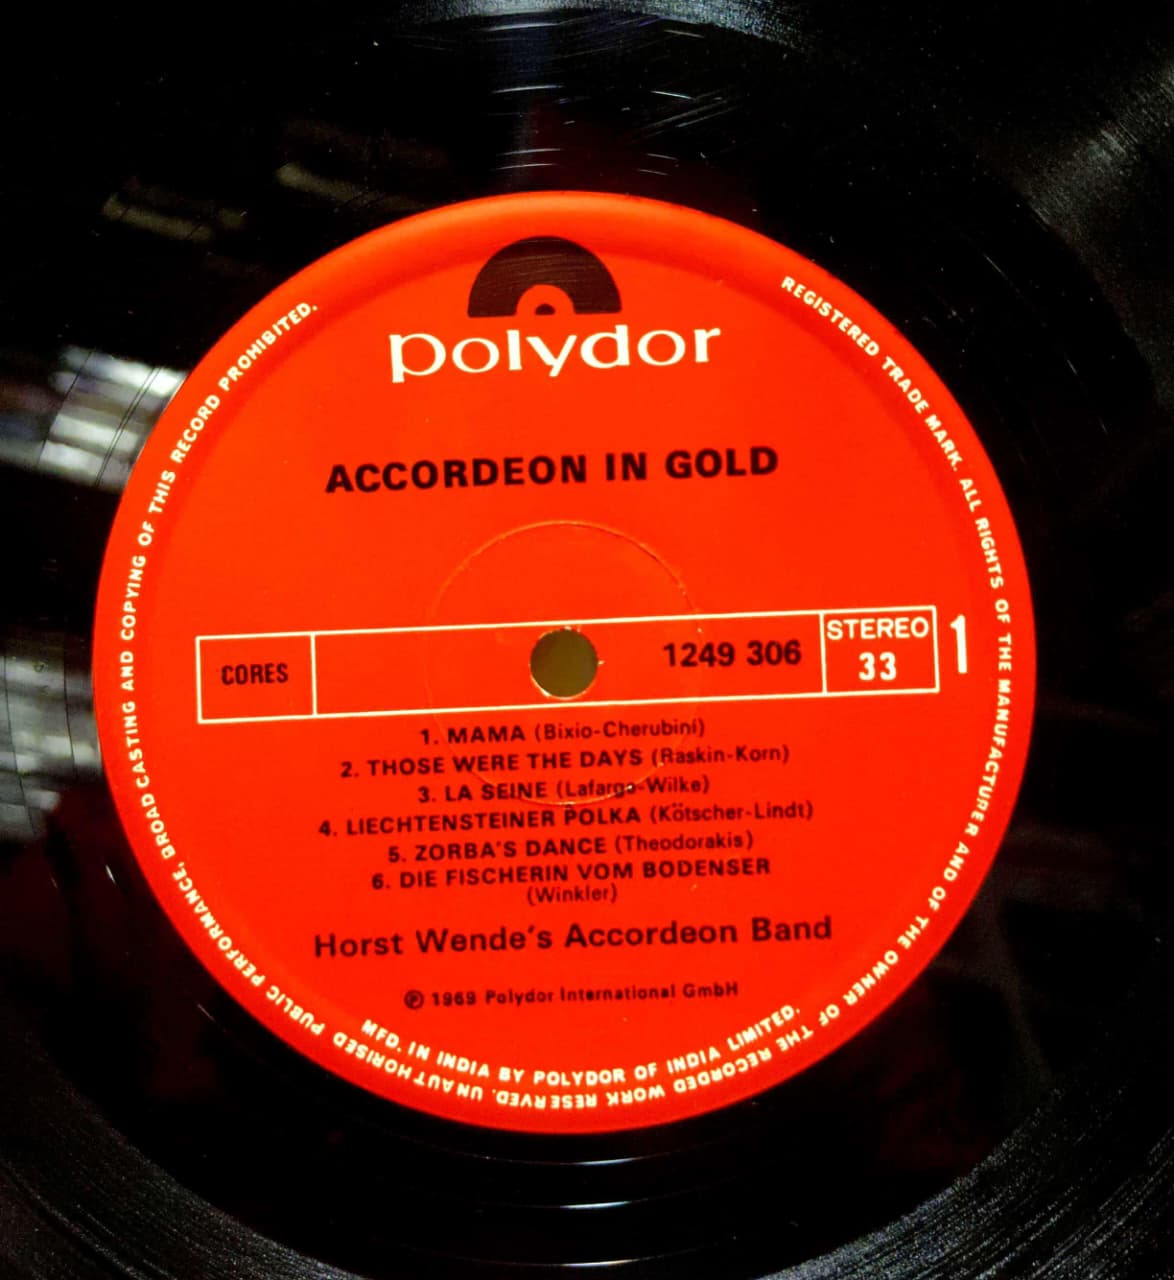 polydor
ACCORDEON IN GOLD
CORES
1249 306
STEREO
33
1
1. MAMA (Bixio-Cherubini)
2. THOSE WERE THE DAYS (Raskin-Korn)
3. LA SEINE (Lafarge-Wilke)
4. LIECHTENSTEINER POLKA (Kötscher-Lindt)
5. ZORBA'S DANCE (Theodorakis)
6. DIE FISCHERIN VOM BODENSER
(Winkler)
Horst Wende's Accordeon Band
℗ 1969 Polydor International GmbH
MFD. IN INDIA BY POLYDOR OF INDIA LIMITED.
REGISTERED TRADE MARK. ALL RIGHTS OF THE MANUFACTURER AND OF THE OWNER OF THE RECORDED WORK RESERVED. UNAUTHORISED PUBLIC PERFORMANCE, BROADCASTING AND COPYING OF THIS RECORD PROHIBITED.